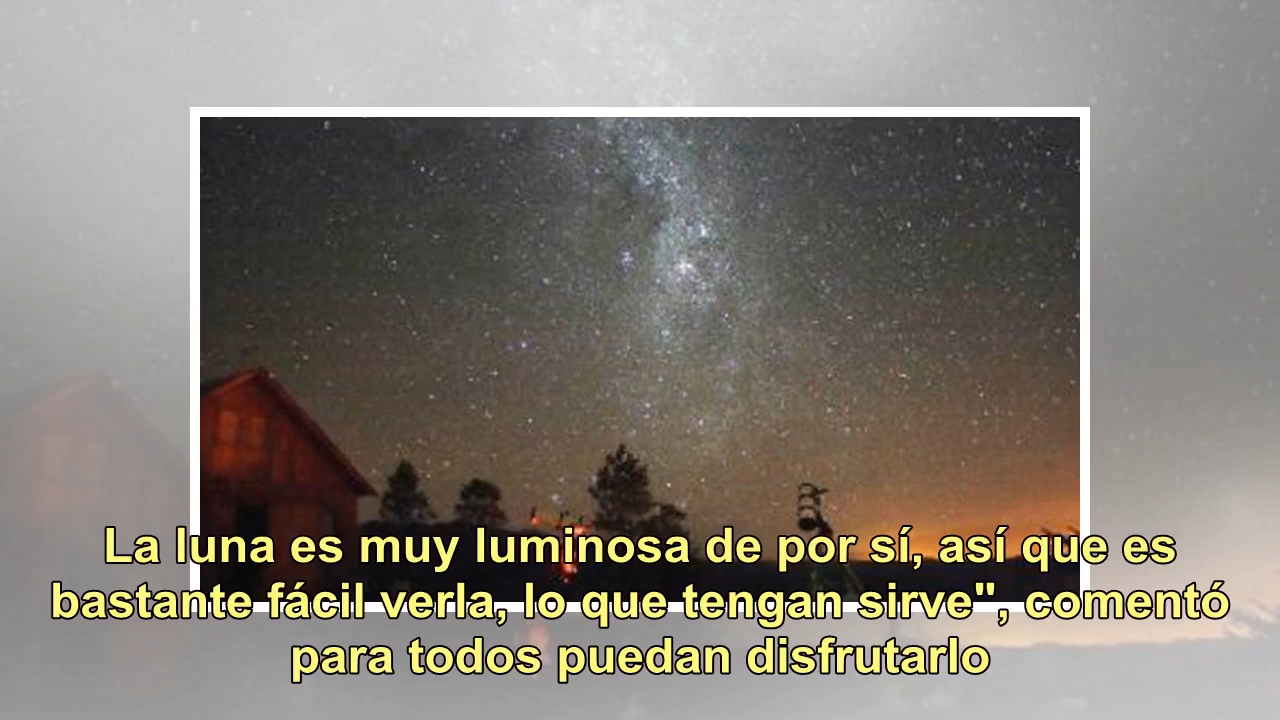 La luna es muy luminosa de por sí, así que es
bastante fácil verla, lo que tengan sirve", comentó
para todos puedan disfrutarlo